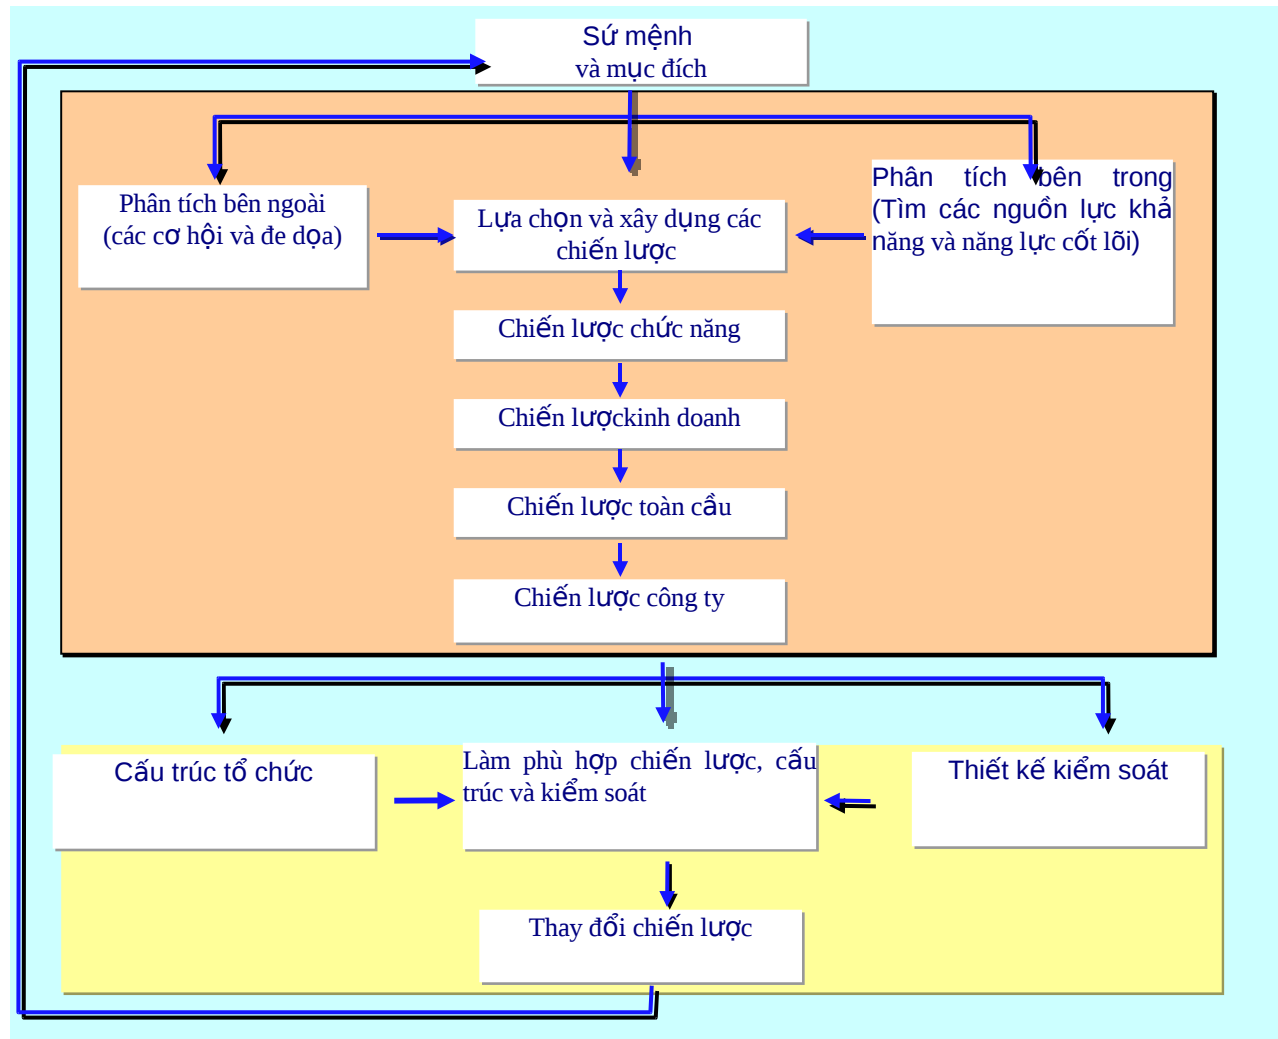 Sứ mệnh
và mục đích
Phân tích bên ngoài
(các cơ hội và đe dọa)
Lựa chọn và xây dụng các
chiến lược
Phân tích bên trong
(Tìm các nguồn lực khả
năng và năng lực cốt lõi)
Chiến lược chức năng
Chiến lượckinh doanh
Chiến lược toàn cầu
Chiến lược công ty
Cấu trúc tổ chức
Làm phù hợp chiến lược, cấu
trúc và kiểm soát
Thiết kế kiểm soát
Thay đổi chiến lược